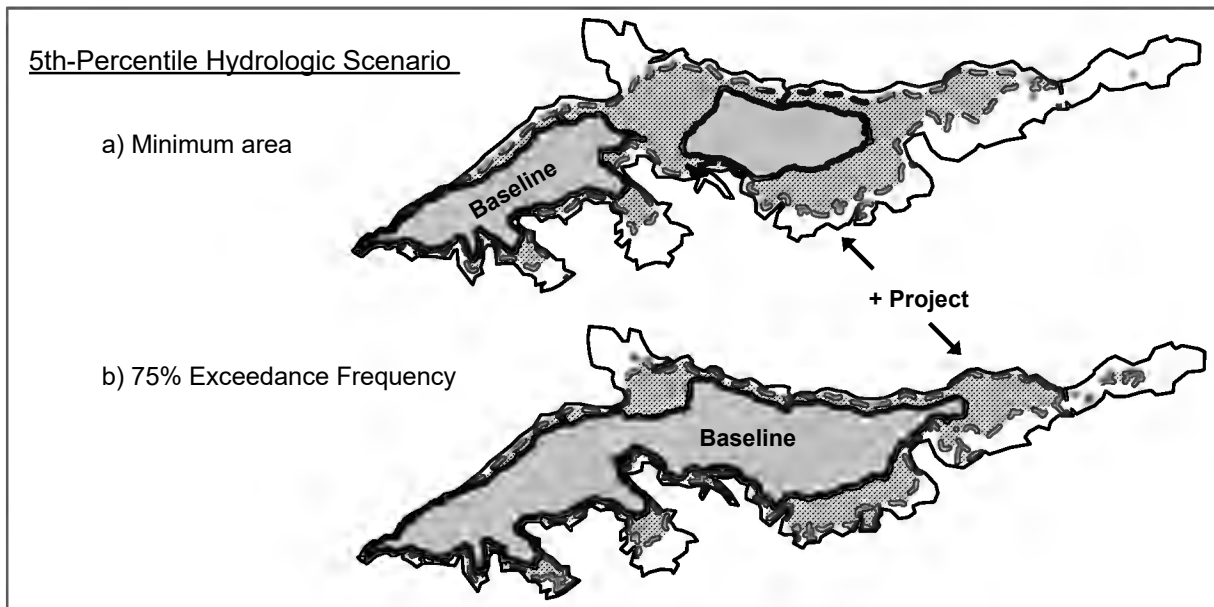 5th-Percentile Hydrologic Scenario
a) Minimum area
Baseline
+ Project
b) 75% Exceedance Frequency
Baseline